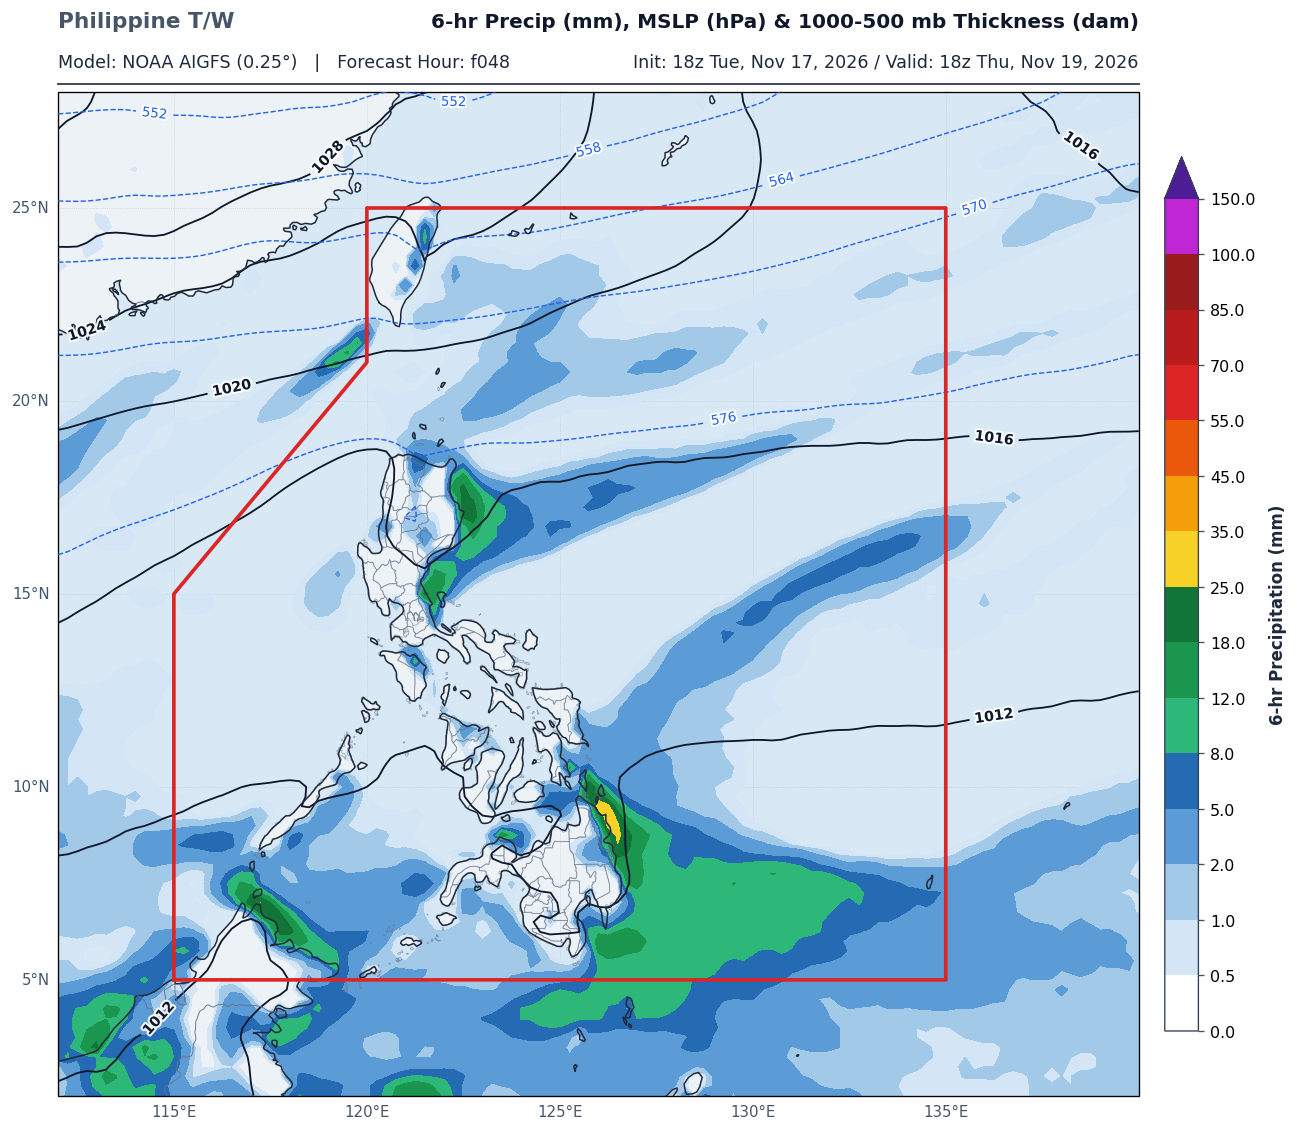 Philippine T/W
6-hr Precip (mm), MSLP (hPa) & 1000-500 mb Thickness (dam)
Model: NOAA AIGFS (0.25°)   |   Forecast Hour: f048
Init: 18z Tue, Nov 17, 2026 / Valid: 18z Thu, Nov 19, 2026
552
552
1028
558
1016
564
570
25°N
1024
1020
20°N
576
1016
15°N
1012
10°N
5°N
1012
115°E
120°E
125°E
130°E
135°E
150.0
100.0
85.0
70.0
55.0
45.0
35.0
25.0
18.0
12.0
8.0
5.0
2.0
1.0
0.5
0.0
6-hr Precipitation (mm)